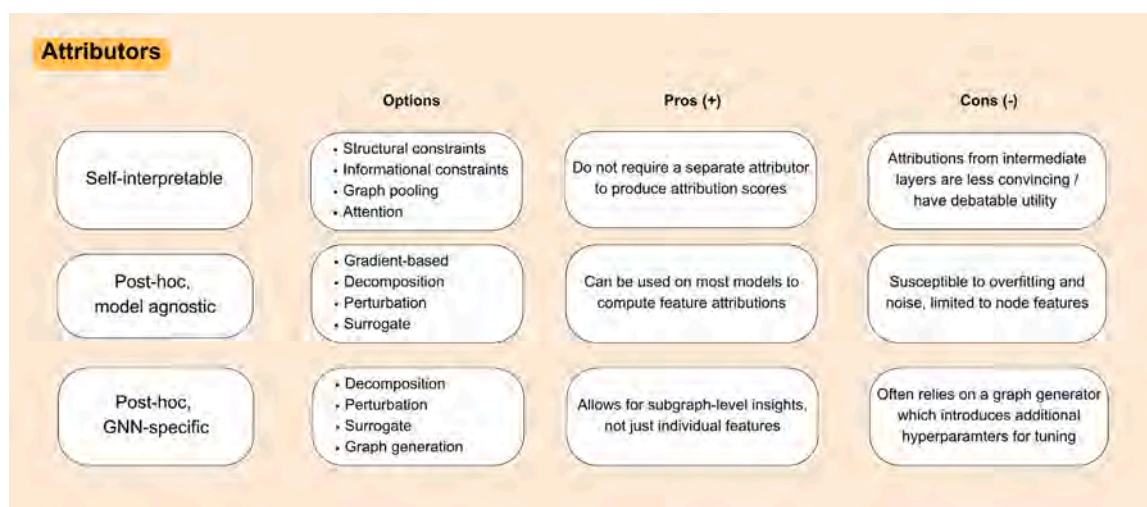 Attributors
Options
Pros (+)
Cons (-)
Self-interpretable
• Structural constraints
• Informational constraints
• Graph pooling
• Attention
Do not require a separate attributor
to produce attribution scores
Attributions from intermediate
layers are less convincing /
have debatable utility
Post-hoc,
model agnostic
• Gradient-based
• Decomposition
• Perturbation
• Surrogate
Can be used on most models to
compute feature attributions
Susceptible to overfitting and
noise, limited to node features
Post-hoc,
GNN-specific
• Decomposition
• Perturbation
• Surrogate
• Graph generation
Allows for subgraph-level insights,
not just individual features
Often relies on a graph generator
which introduces additional
hyperparamters for tuning